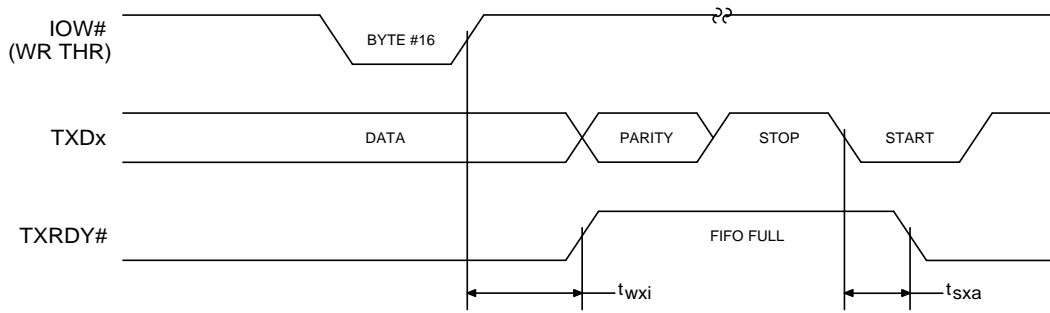 IOW#
(WR THR)
BYTE #16
TXDx
DATA
PARITY
STOP
START
TXRDY#
FIFO FULL
twxi
tsxa